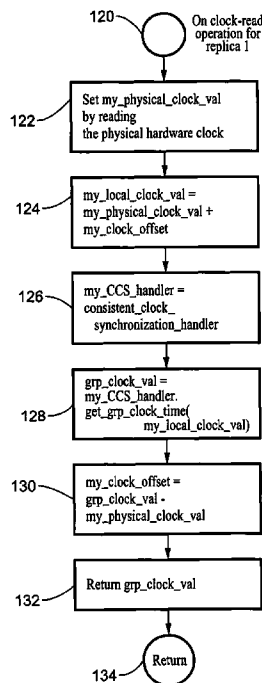 120
On clock-read
operation for
replica 1
122
Set my_physical_clock_val
by reading
the physical hardware clock
124
my_local_clock_val =
my_physical_clock_val +
my_clock_offset
126
my_CCS_handler =
consistent_clock_
synchronization_handler
128
grp_clock_val =
my_CCS_handler.
get_grp_clock_time(
my_local_clock_val)
130
my_clock_offset =
grp_clock_val -
my_physical_clock_val
132
Return grp_clock_val
134
Return